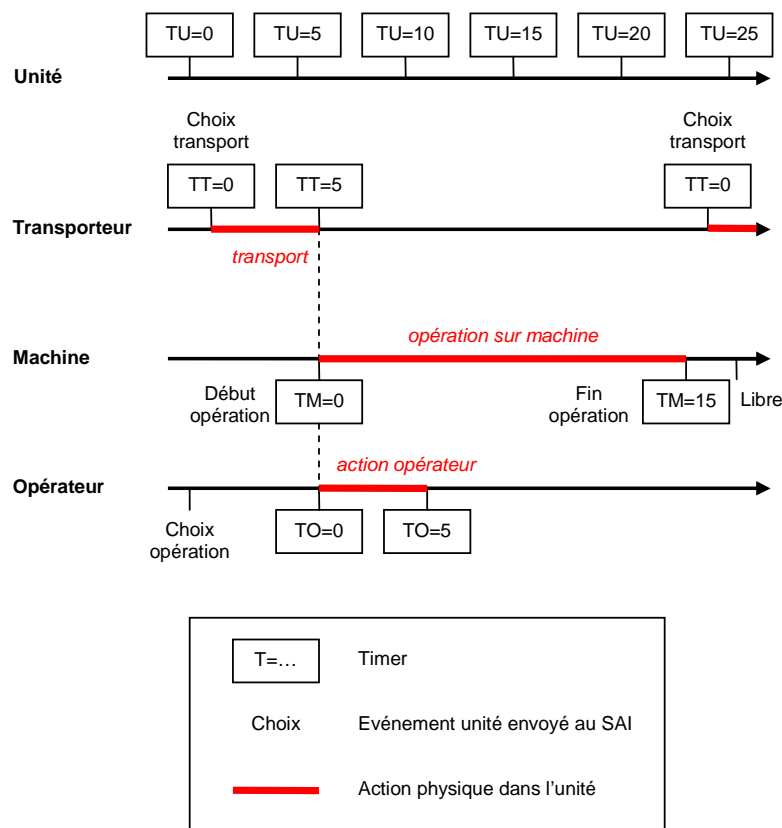 TU=0 TU=5 TU=10 TU=15 TU=20 TU=25
Unité
Choix
transport
Choix
transport
TT=0 TT=5 TT=0
Transporteur
transport
opération sur machine
Machine
Début
opération
TM=0
Fin
opération
TM=15
Libre
action opérateur
Opérateur
Choix
opération
TO=0 TO=5
T=... Timer
Choix Evénement unité envoyé au SAI
Action physique dans l'unité